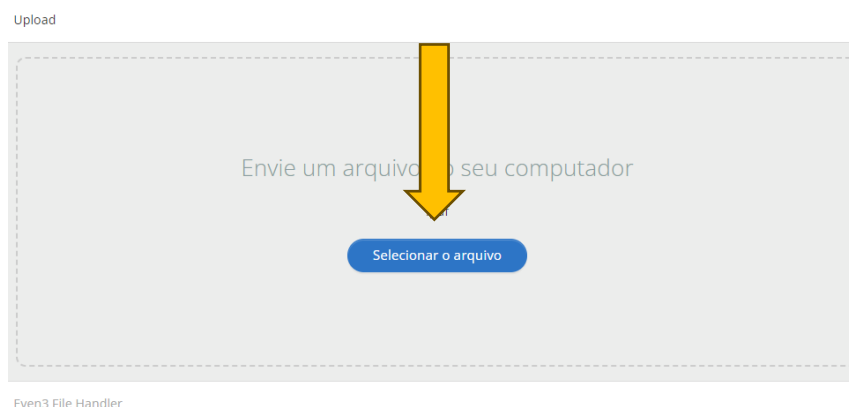 Upload
Envie um arquivo seu computador
Selecionar o arquivo
Even3 File Handler